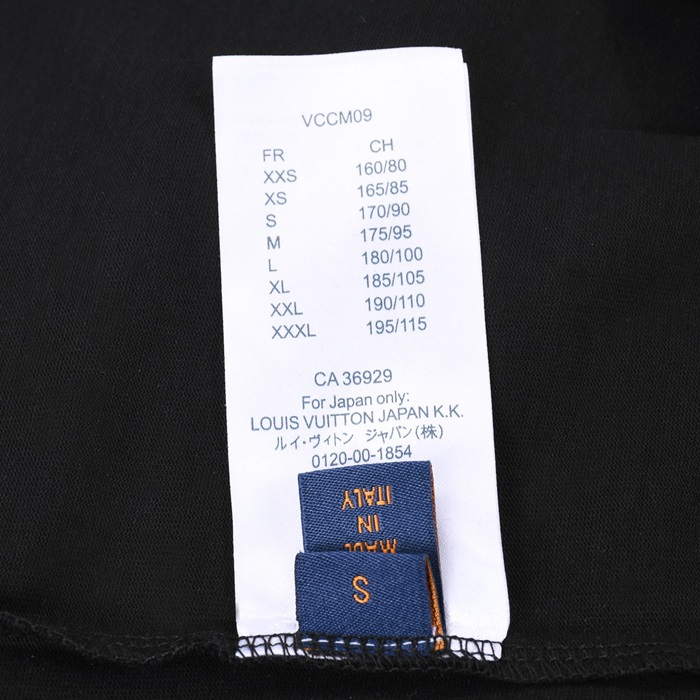 VCCM09
FR CH
XXS 160/80
XS 165/85
S 170/90
M 175/95
L 180/100
XL 185/105
XXL 190/110
XXXL 195/115
CA 36929
For Japan only:
LOUIS VUITTON JAPAN K.K.
ルイ・ヴィトン ジャパン(株)
0120-00-1854
MADE
IN
ITALY
S